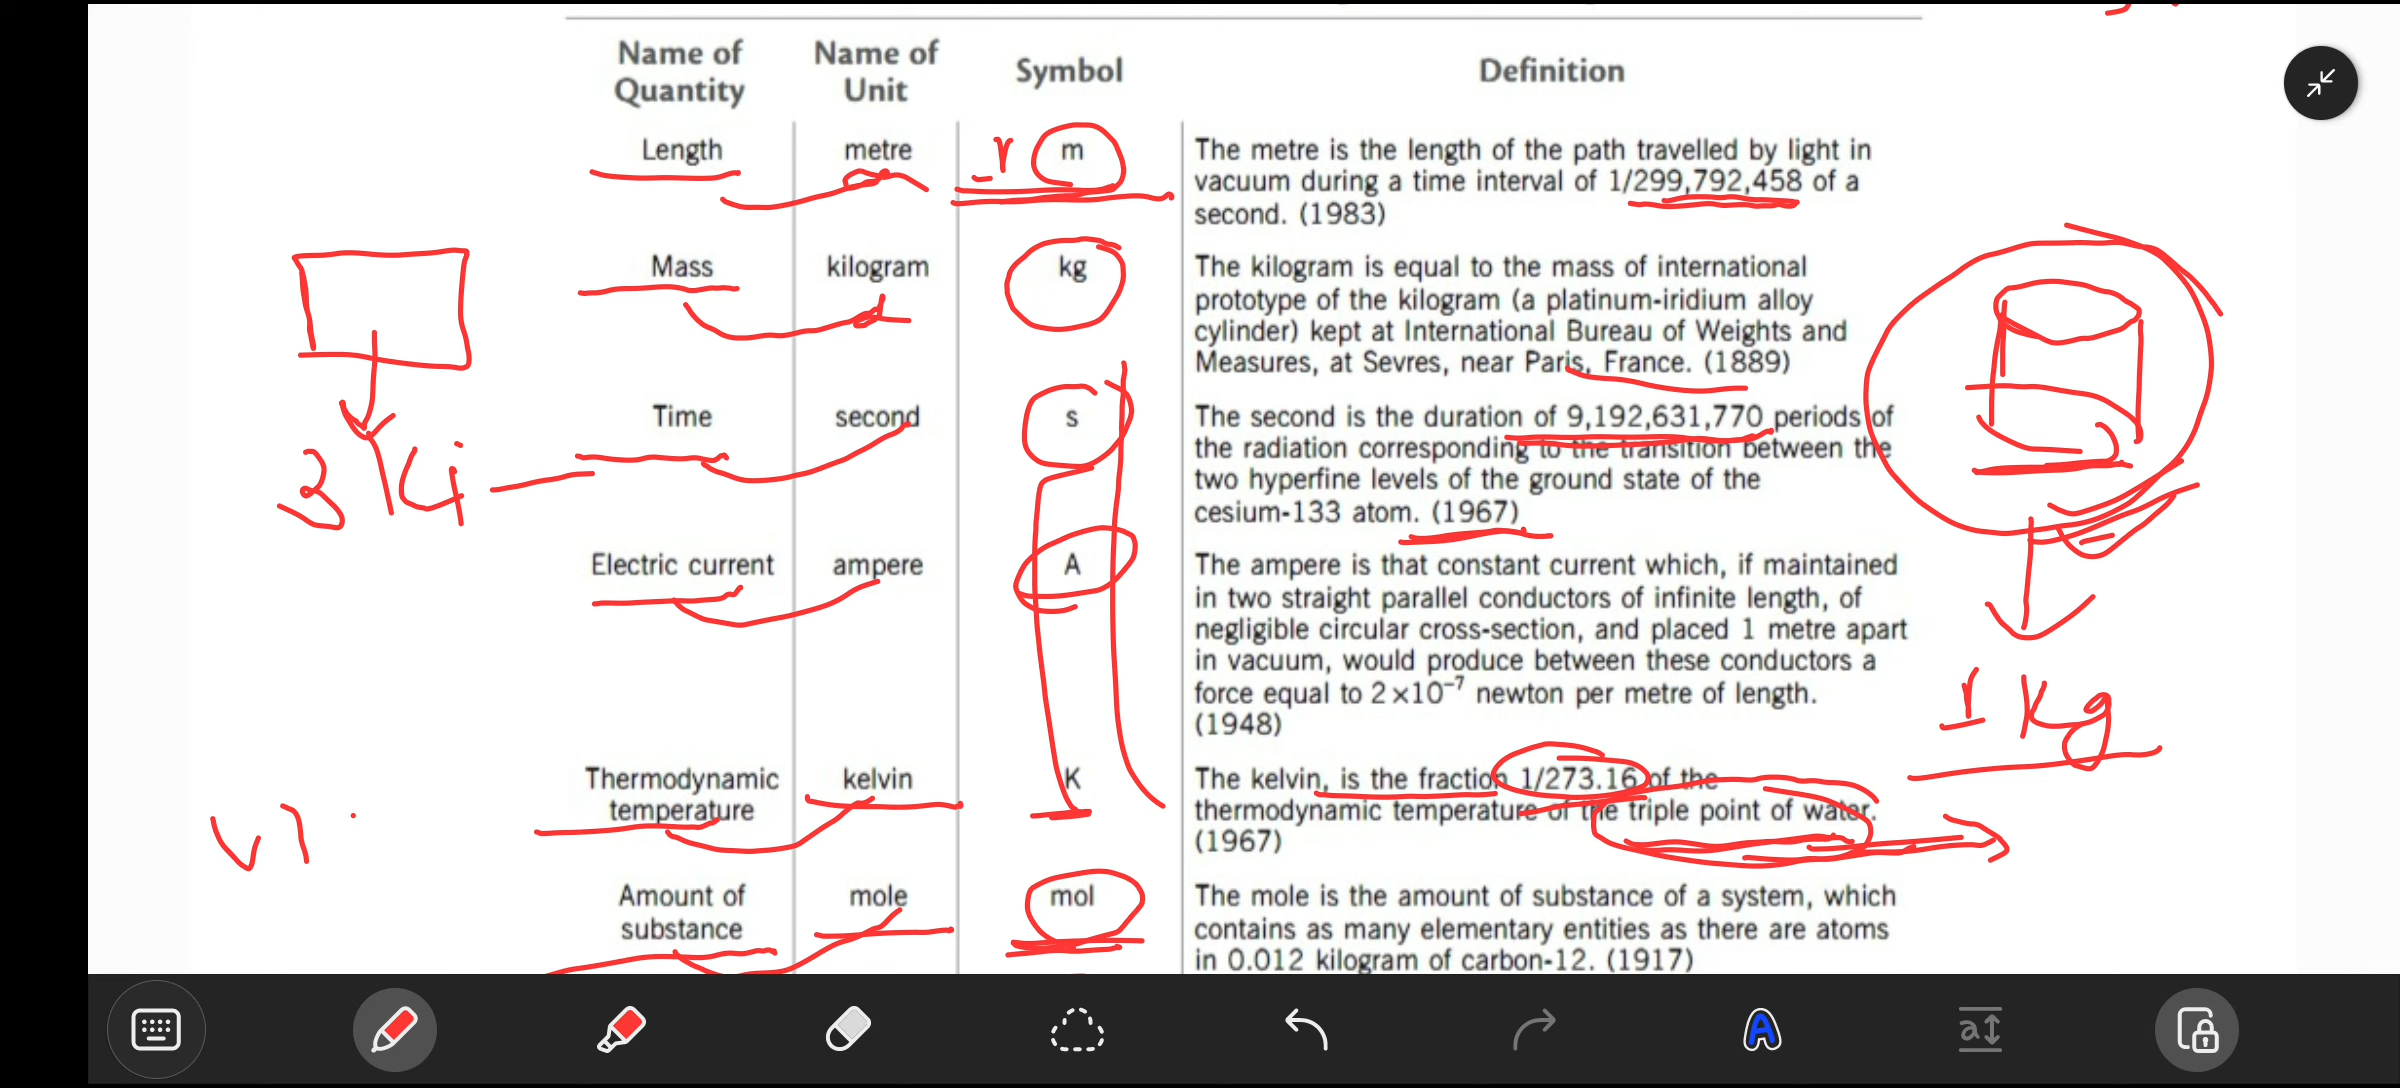 Name of Quantity
Name of Unit
Symbol
Definition
Length
metre
1 m
The metre is the length of the path travelled by light in
vacuum during a time interval of 1/299,792,458 of a
second. (1983)
Mass
kilogram
kg
The kilogram is equal to the mass of international
prototype of the kilogram (a platinum-iridium alloy
cylinder) kept at International Bureau of Weights and
Measures, at Sevres, near Paris, France. (1889)
Time
second
s
The second is the duration of 9,192,631,770 periods of
the radiation corresponding to the transition between the
two hyperfine levels of the ground state of the
cesium-133 atom. (1967)
Electric current
ampere
A
The ampere is that constant current which, if maintained
in two straight parallel conductors of infinite length, of
negligible circular cross-section, and placed 1 metre apart
in vacuum, would produce between these conductors a
force equal to 2×10⁻⁷ newton per metre of length.
(1948)
1 kg
Thermodynamic
temperature
kelvin
K
The kelvin, is the fraction 1/273.16 of the
thermodynamic temperature of the triple point of water.
(1967)
Amount of
substance
mole
mol
The mole is the amount of substance of a system, which
contains as many elementary entities as there are atoms
in 0.012 kilogram of carbon-12. (1917)
A
a